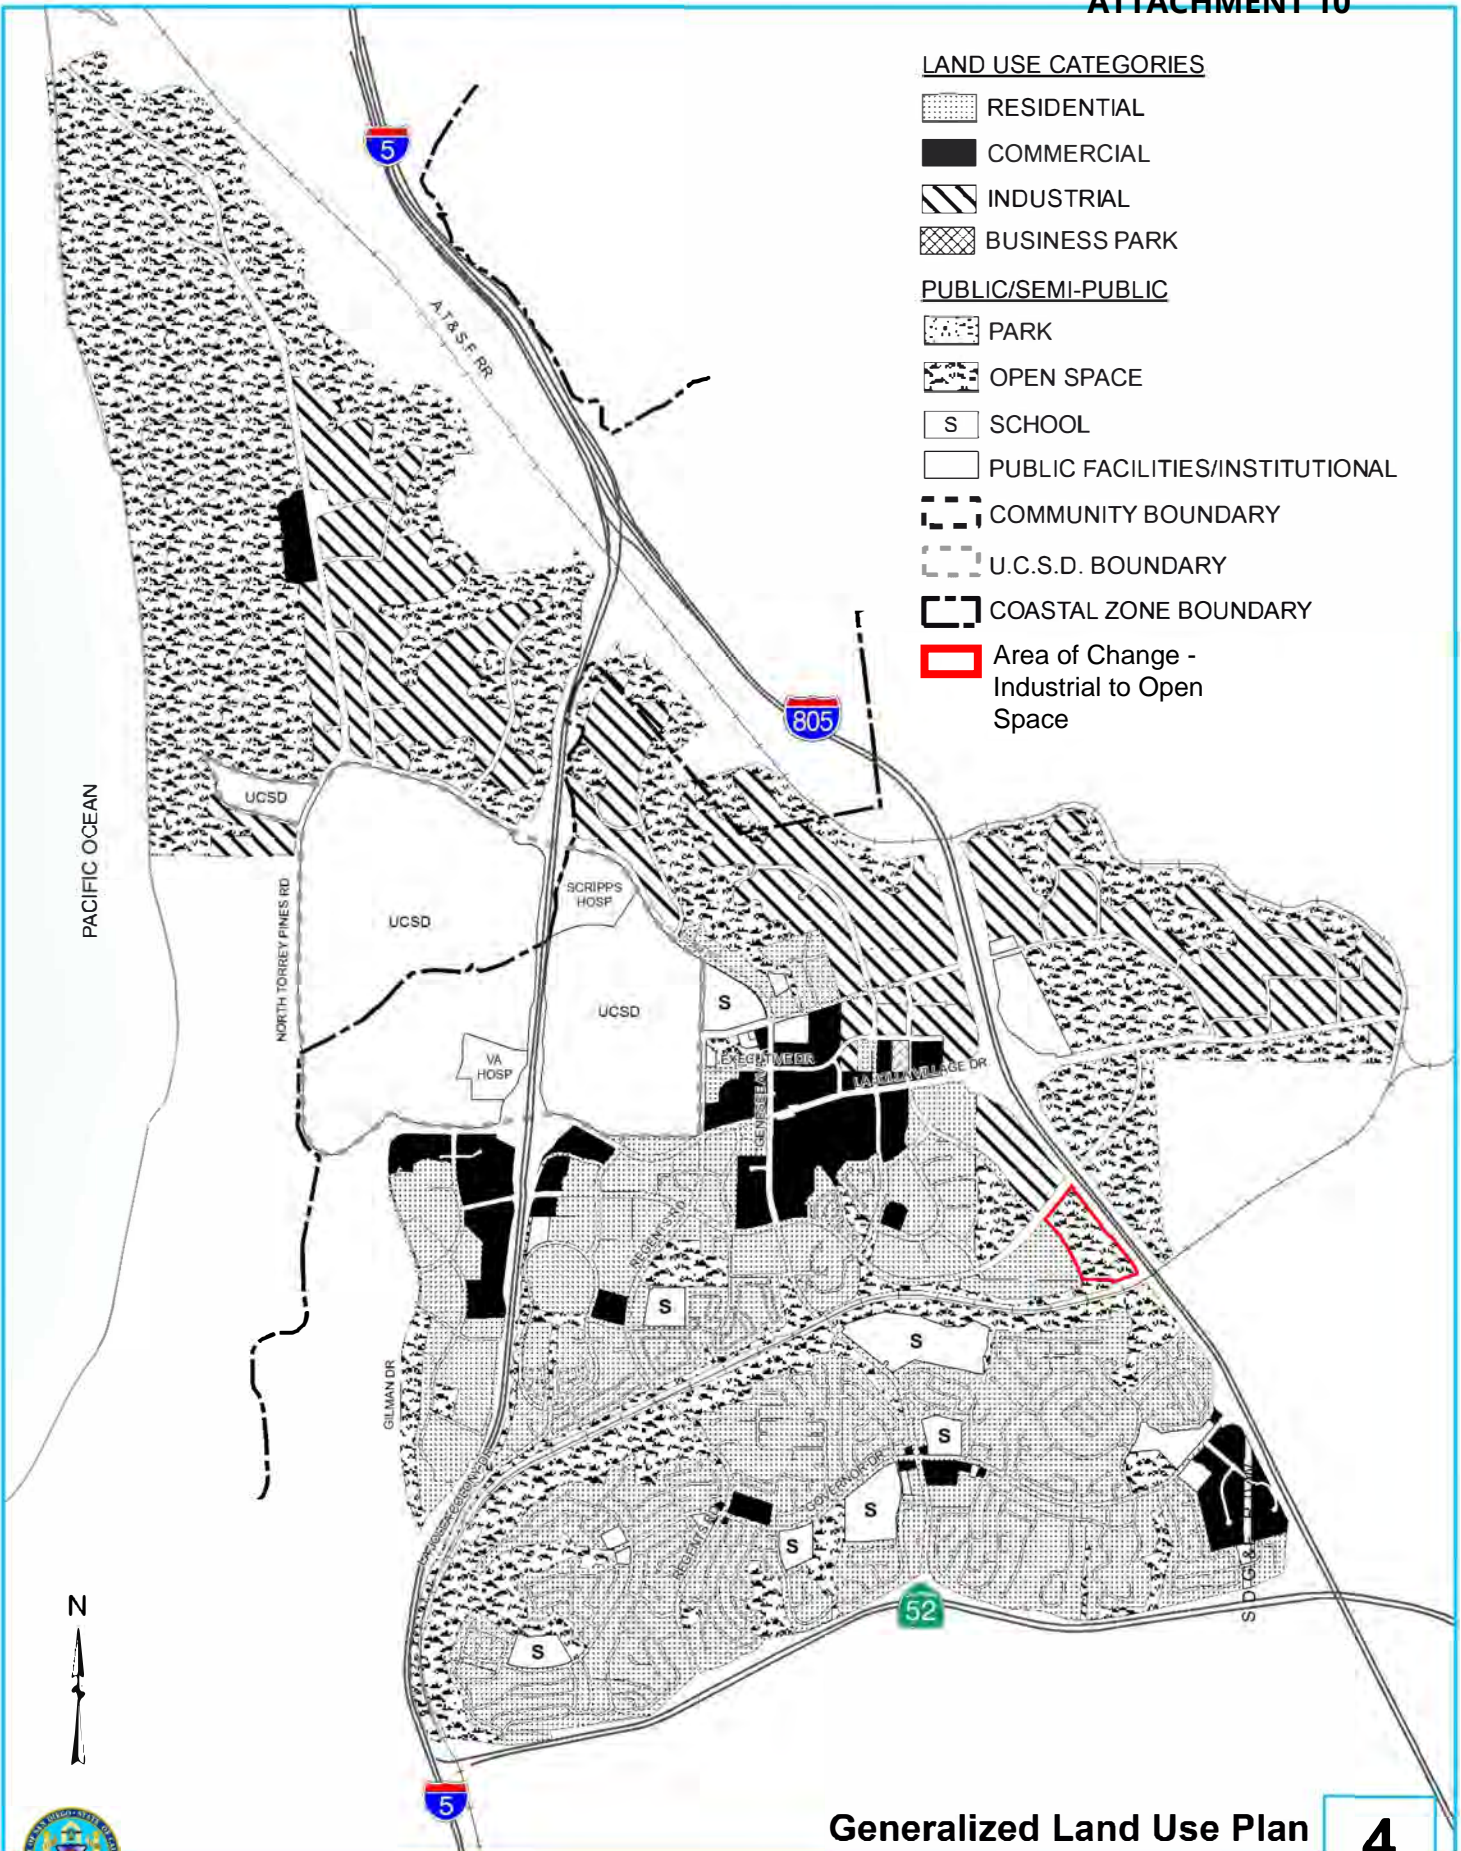 ATTACHMENT 10
LAND USE CATEGORIES
RESIDENTIAL
COMMERCIAL
INDUSTRIAL
BUSINESS PARK
PUBLIC/SEMI-PUBLIC
PARK
OPEN SPACE
S SCHOOL
PUBLIC FACILITIES/INSTITUTIONAL
COMMUNITY BOUNDARY
U.C.S.D. BOUNDARY
COASTAL ZONE BOUNDARY
Area of Change -
Industrial to Open
Space
5
A.T.& S.F. RR
805
PACIFIC OCEAN
UCSD
NORTH TORREY PINES RD
UCSD
SCRIPPS
HOSP
UCSD
VA
HOSP
S
EXECUTIVE DR
LA JOLLA VILLAGE DR
GENESEE AV
REGENTS RD
S
S
GILMAN DR
S
GOVERNOR DR
S
REGENTS RD
S
S
52
N
5
Generalized Land Use Plan
4